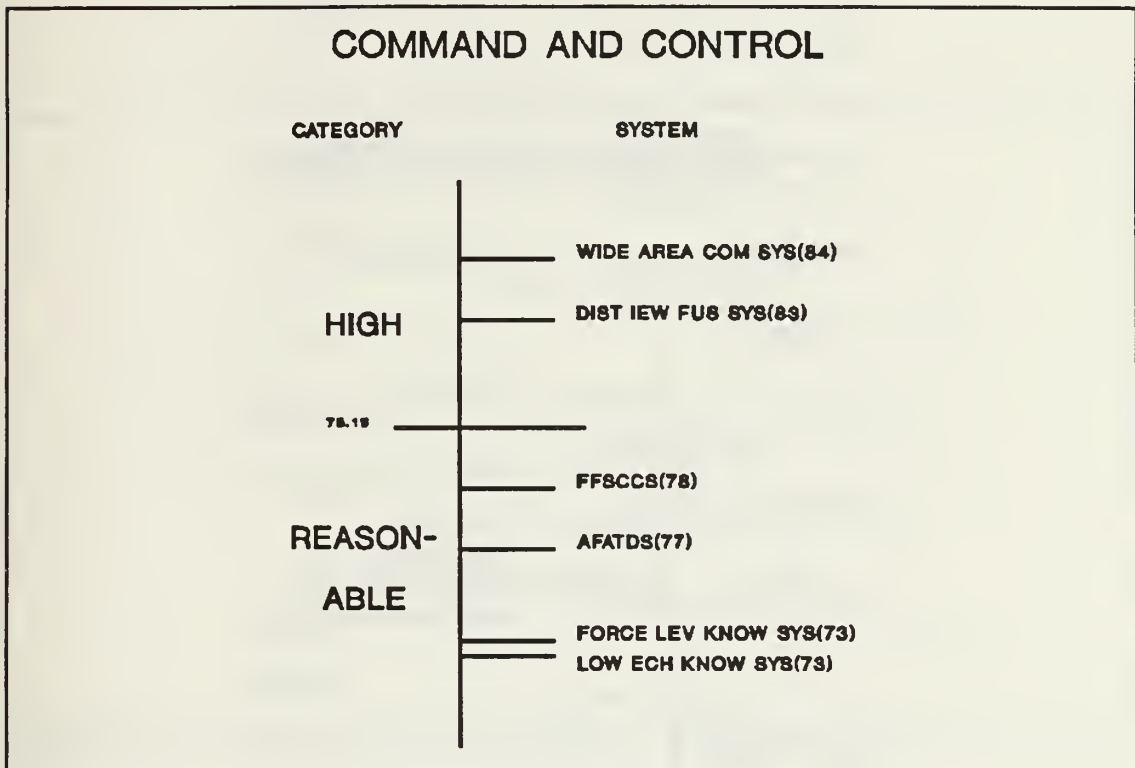 COMMAND AND CONTROL
CATEGORY SYSTEM
WIDE AREA COM SYS(84)
HIGH
DIST IEW FUS SYS(83)
FFSCCS(78)
REASON-
ABLE
AFATDS(77)
FORCE LEV KNOW SYS(73)
LOW ECH KNOW SYS(73)